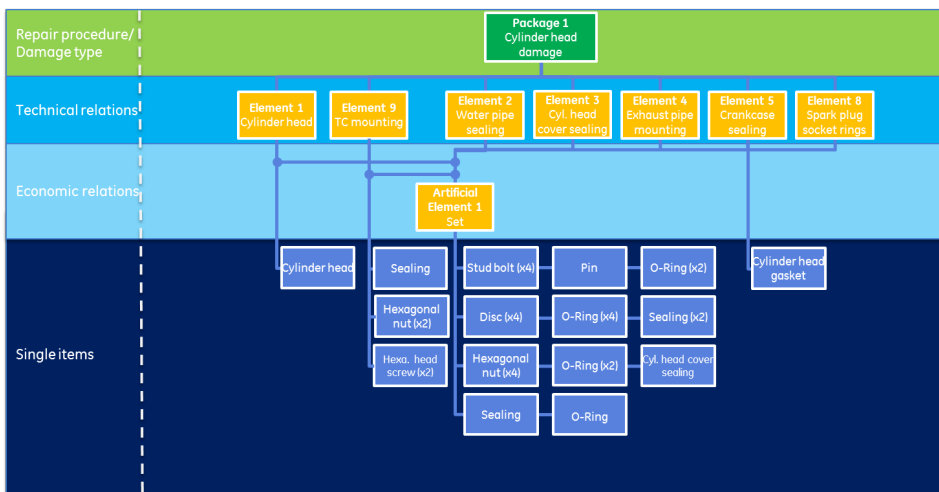 Repair procedure/
Damage type
Package 1
Cylinder head
damage
Technical relations
Element 1
Cylinder head
Element 9
TC mounting
Element 2
Water pipe
sealing
Element 3
Cyl. head
cover sealing
Element 4
Exhaust pipe
mounting
Element 5
Crankcase
sealing
Element 8
Spark plug
socket rings
Economic relations
Artificial
Element 1
Set
Single items
Cylinder head
Sealing
Stud bolt (x4)
Pin
O-Ring (x2)
Cylinder head
gasket
Hexagonal
nut (x2)
Disc (x4)
O-Ring (x4)
Sealing (x2)
Hexa. head
screw (x2)
Hexagonal
nut (x4)
O-Ring (x2)
Cyl. head cover
sealing
Sealing
O-Ring